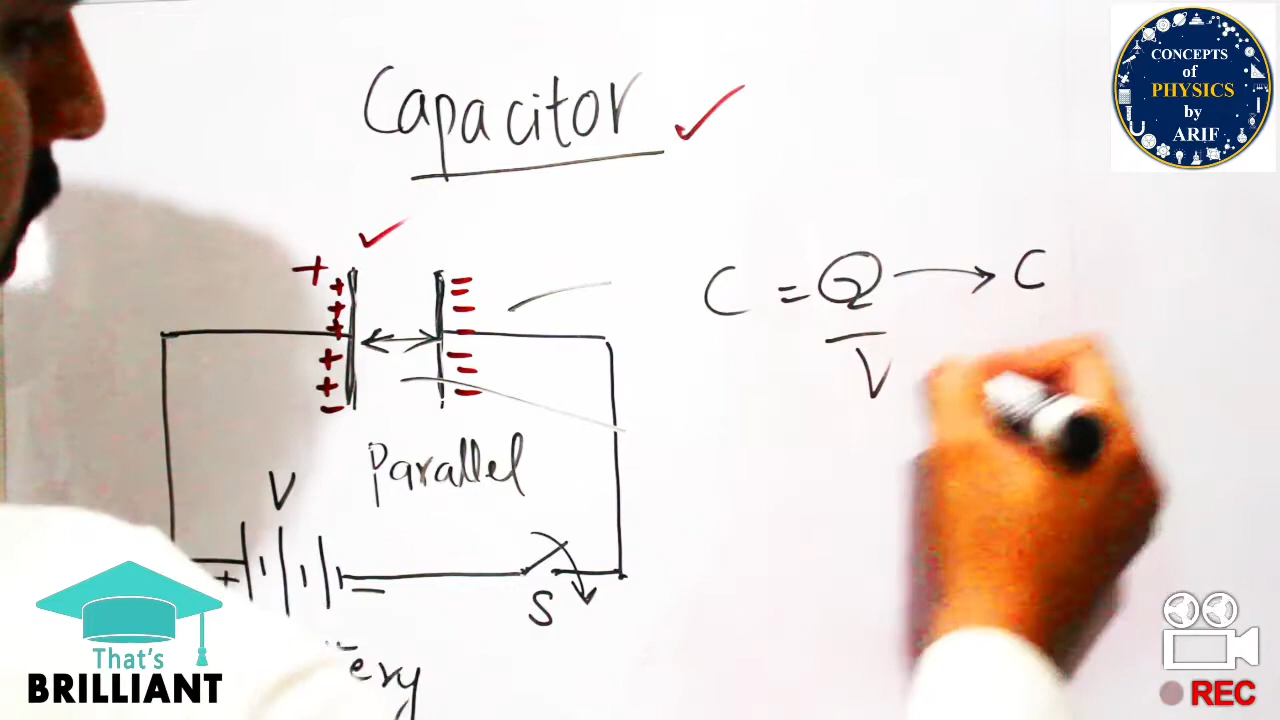 CONCEPTS
of
PHYSICS
by
ARIF
Capacitor
C = Q → C
V
+
+
+
+
+
+
-
-
-
-
-
-
Parallel
V
+
-
S
That's
BRILLIANT
REC